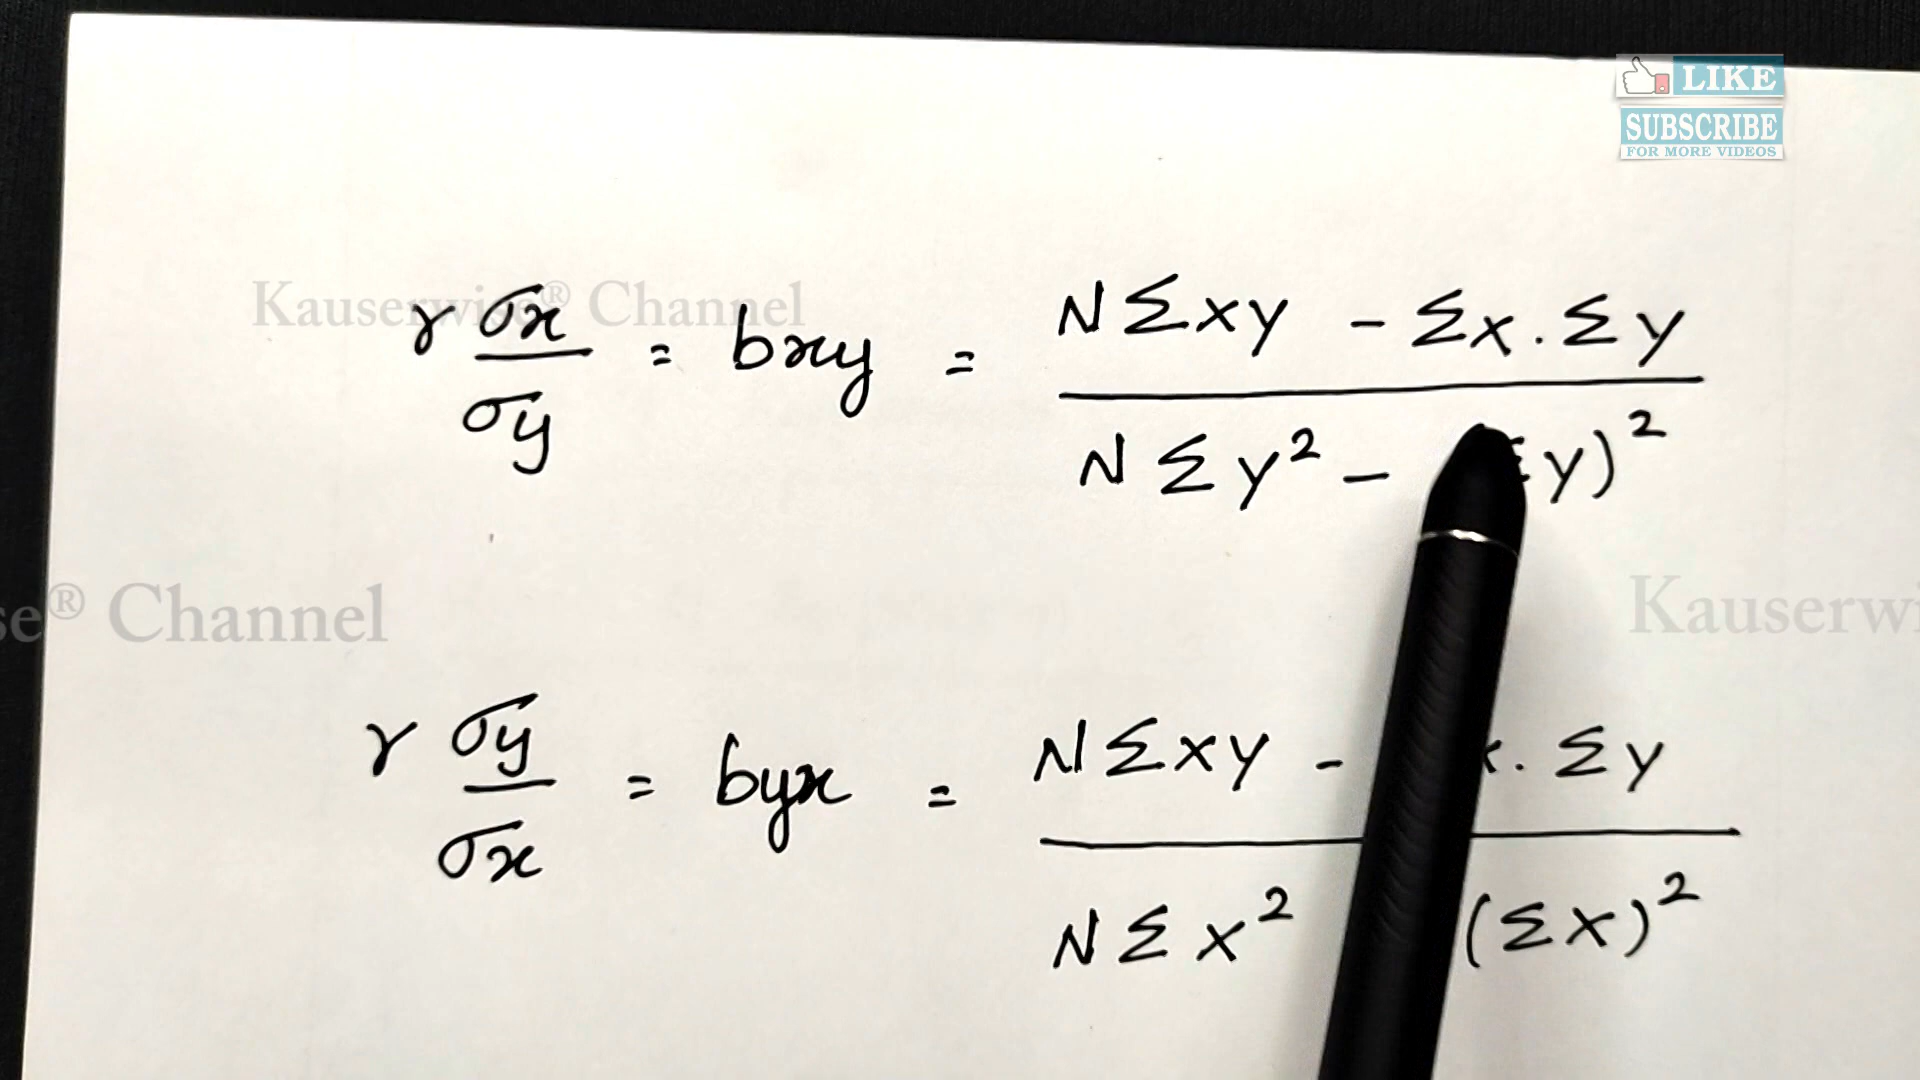 LIKE
SUBSCRIBE
FOR MORE VIDEOS
Kauserwise® Channel
r σx / σy = bxy = NΣxy - Σx . Σy / NΣy² - Σy)²
se® Channel
Kauserwi
r σy / σx = byx = NΣxy - x . Σy / NΣx² (Σx)²